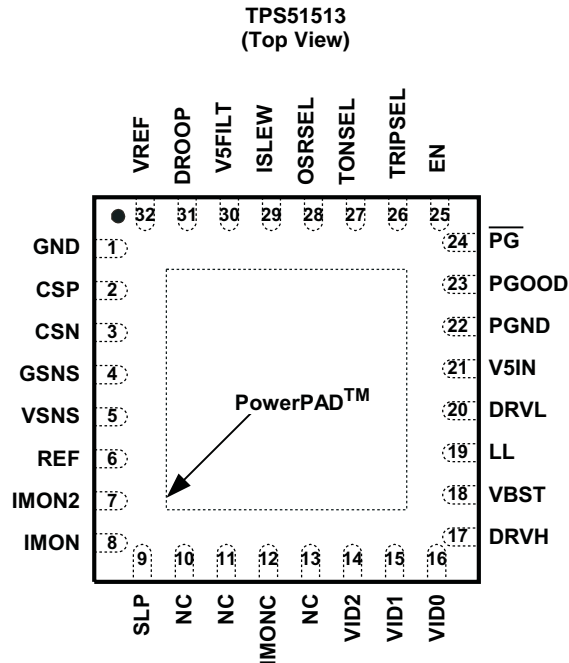 TPS51513
(Top View)
VREF
DROOP
V5FILT
ISLEW
OSRSEL
TONSEL
TRIPSEL
EN
32
31
30
29
28
27
26
25
GND 1
CSP 2
CSN 3
GSNS 4
VSNS 5
REF 6
IMON2 7
IMON 8
24 PG
23 PGOOD
22 PGND
21 V5IN
20 DRVL
19 LL
18 VBST
17 DRVH
PowerPAD™
9
10
11
12
13
14
15
16
SLP
NC
NC
IMONC
NC
VID2
VID1
VID0